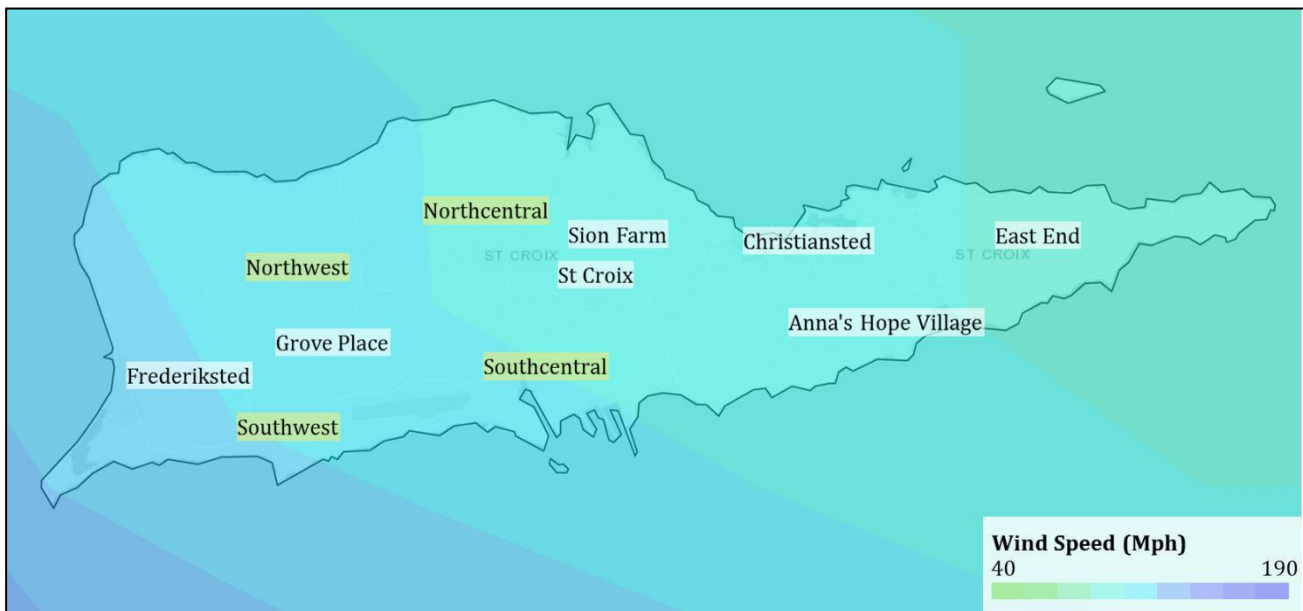 Northcentral
Sion Farm
Christiansted
East End
ST CROIX
ST CROIX
Northwest
St Croix
Anna's Hope Village
Grove Place
Southcentral
Frederiksted
Southwest
Wind Speed (Mph)
40 190